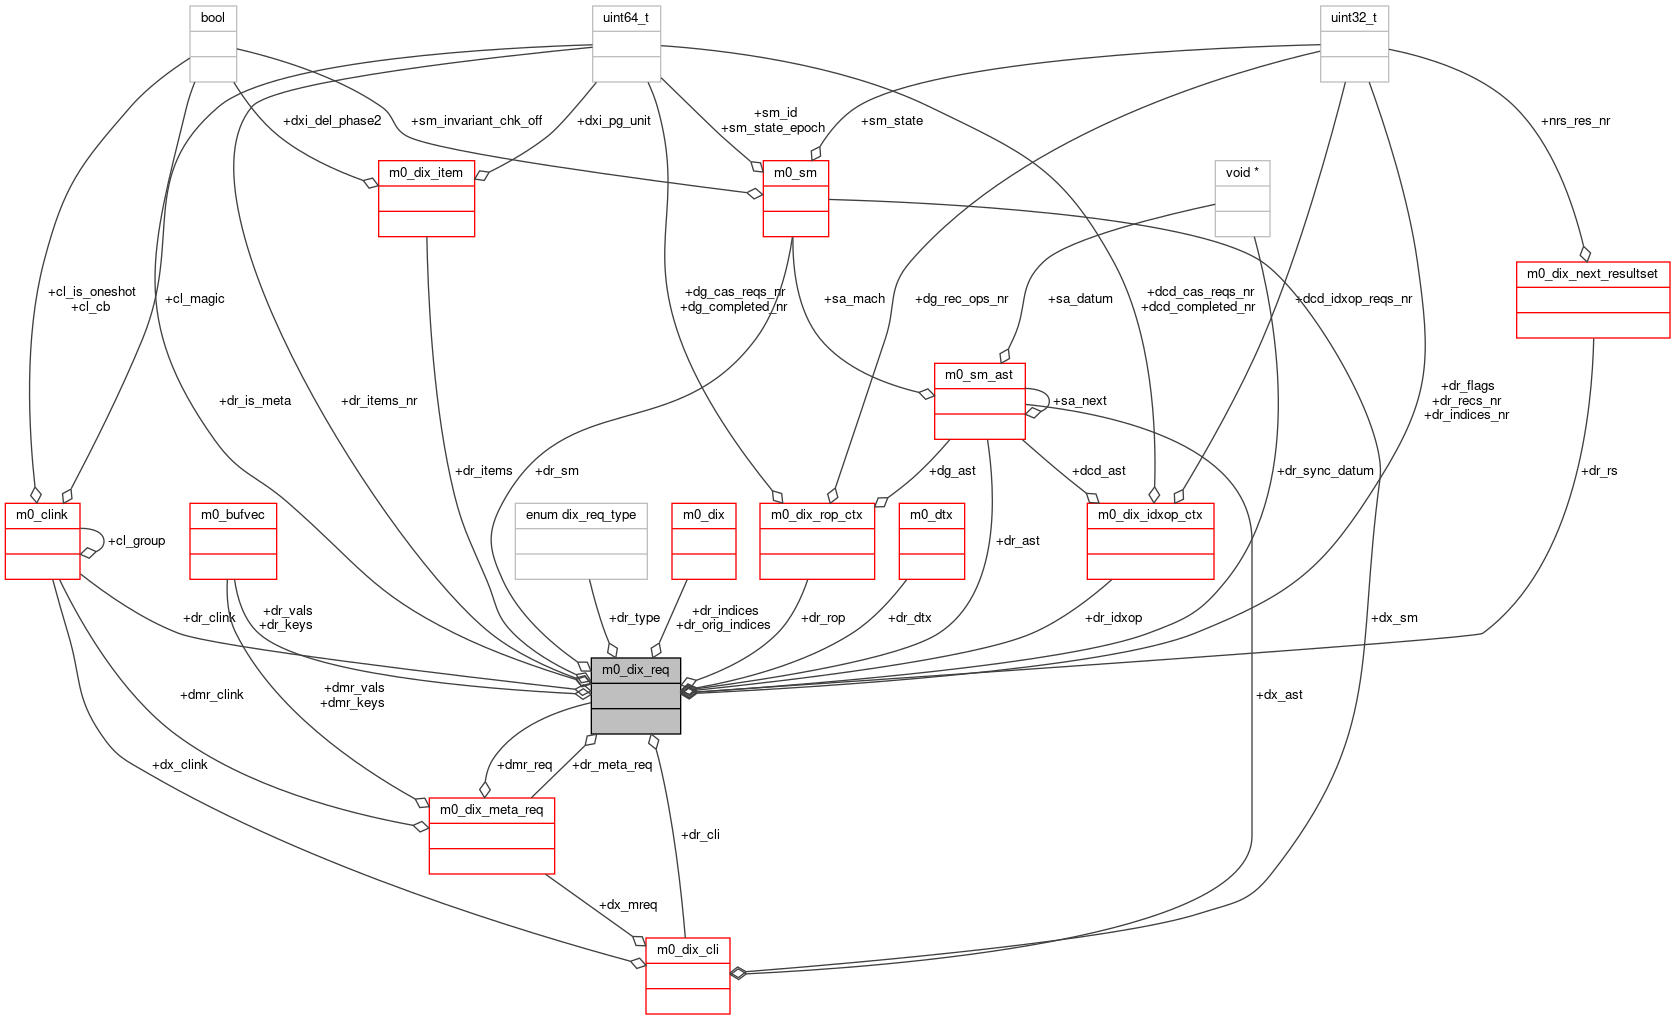 bool
uint64_t
uint32_t
+dxi_del_phase2
+sm_invariant_chk_off
+dxi_pg_unit
+sm_id
+sm_state_epoch
+sm_state
+nrs_res_nr
m0_dix_item
m0_sm
void *
m0_dix_next_resultset
+cl_is_oneshot
+cl_cb
+cl_magic
+dg_cas_reqs_nr
+dg_completed_nr
+sa_mach
+dg_rec_ops_nr
+sa_datum
+dcd_cas_reqs_nr
+dcd_completed_nr
+dcd_idxop_reqs_nr
m0_sm_ast
+sa_next
+dr_is_meta
+dr_items_nr
+dr_flags
+dr_recs_nr
+dr_indices_nr
+dr_items
+dr_sm
+dg_ast
+dcd_ast
+dr_sync_datum
+dr_rs
m0_clink
m0_bufvec
enum dix_req_type
m0_dix
m0_dix_rop_ctx
m0_dtx
m0_dix_idxop_ctx
+cl_group
+dr_ast
+dr_clink
+dr_vals
+dr_keys
+dr_type
+dr_indices
+dr_orig_indices
+dr_rop
+dr_dtx
+dr_idxop
+dx_sm
m0_dix_req
+dmr_clink
+dmr_vals
+dmr_keys
+dx_ast
+dx_clink
+dmr_req
+dr_meta_req
m0_dix_meta_req
+dr_cli
+dx_mreq
m0_dix_cli